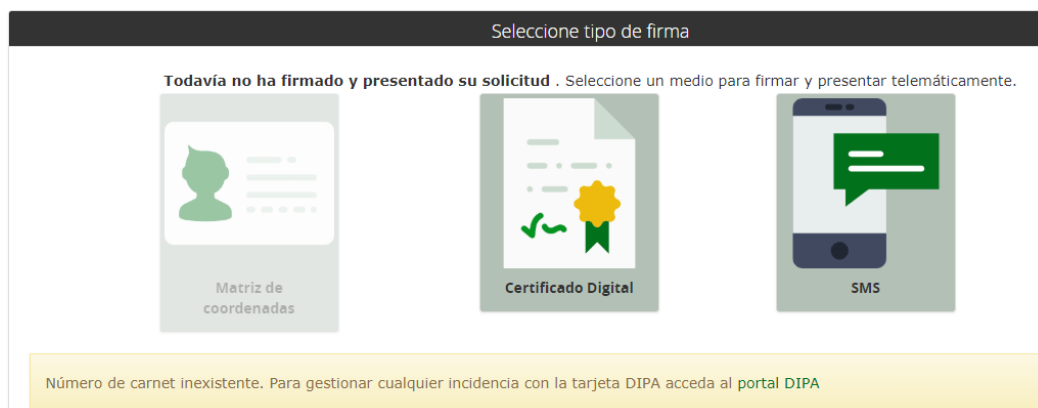 Seleccione tipo de firma
Todavía no ha firmado y presentado su solicitud . Seleccione un medio para firmar y presentar telemáticamente.
Matriz de
coordenadas
Certificado Digital
SMS
Número de carnet inexistente. Para gestionar cualquier incidencia con la tarjeta DIPA acceda al portal DIPA